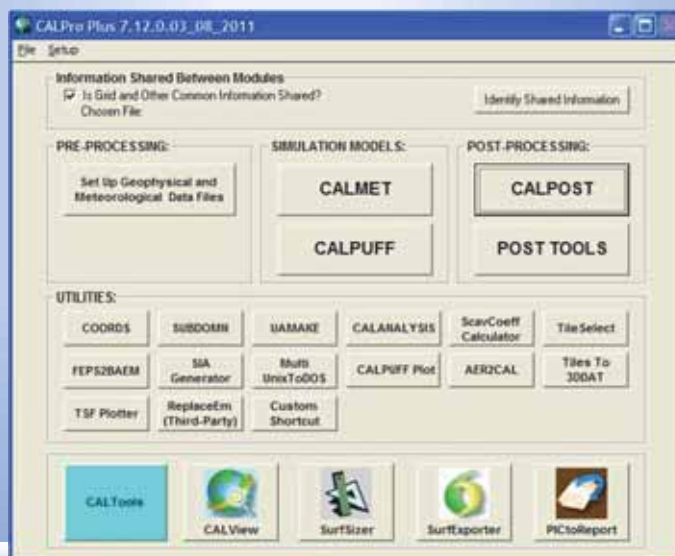 CALPro Plus 7.12.0.03_08_2011
File Setup
Information Shared Between Modules
Is Grid and Other Common Information Shared?
Identify Shared Information
Chosen File:
PRE-PROCESSING:
SIMULATION MODELS:
POST-PROCESSING:
Set Up Geophysical and
Meteorological Data Files
CALMET
CALPOST
CALPUFF
POST TOOLS
UTILITIES:
COORDS
SUBDOMN
UAMAKE
CALANALYSIS
ScavCoeff
Calculator
TileSelect
FEPS2BAEM
SIA
Generator
Multi
UnixToDOS
CALPUFF Plot
AER2CAL
Tiles To
3DDAT
TSF Plotter
ReplaceEm
(Third-Party)
Custom
Shortcut
CALTools
CALView
SurfSizer
SurfExporter
PICtoReport